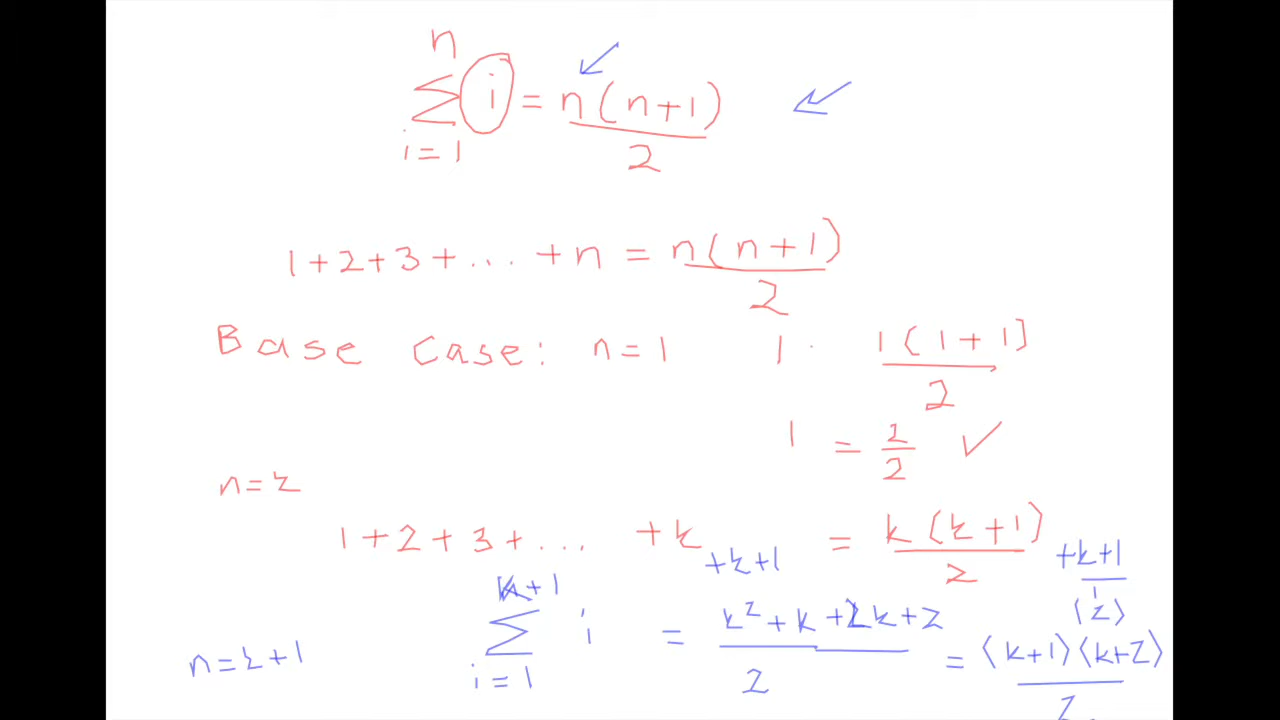 n
∑ i = n(n+1)
i=1 2
1+2+3+... +n = n(n+1)
2
Base Case: n=1 1 1(1+1)
2
1 = 2/2 ✓
n=k
1+2+3+... +k +k+1 = k(k+1) +k+1
2 1 (2)
k+1
∑ i = k²+k+2k+2 = (k+1)(k+2)
n=k+1 i=1 2 2